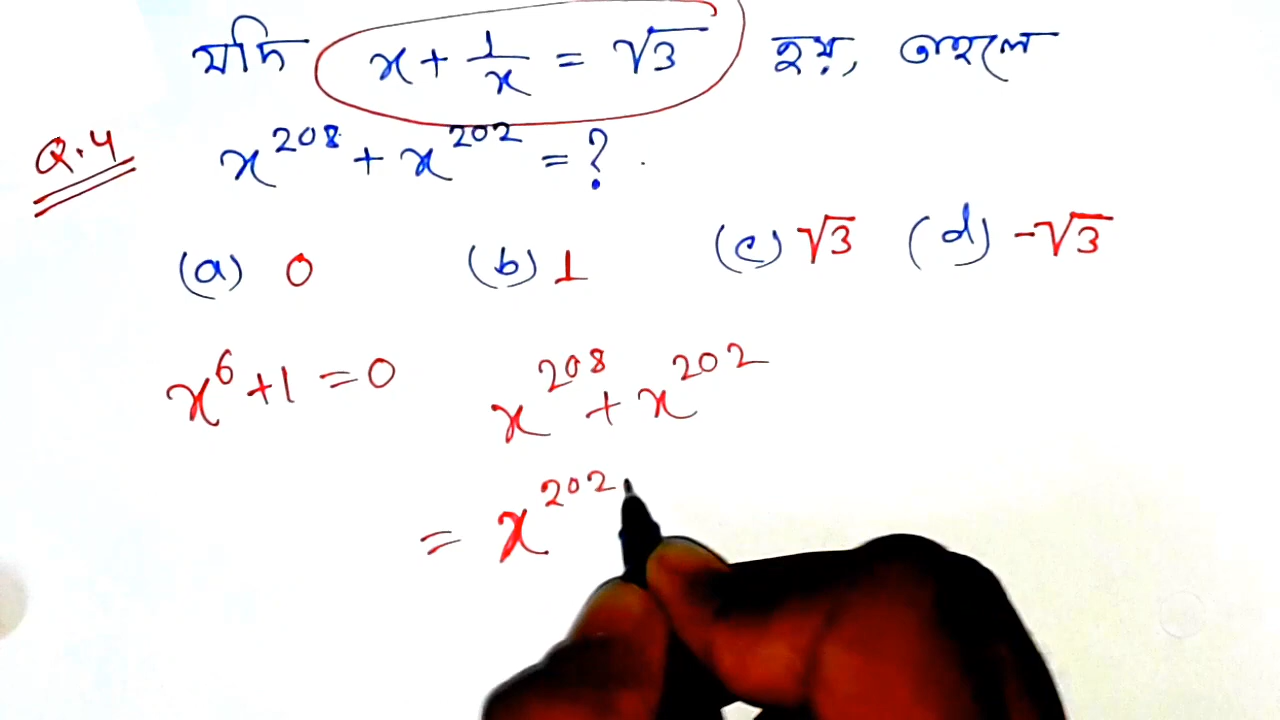 যদি x + 1/x = √3 হয়, তাহলে
Q.4 x^208 + x^202 = ?
(a) 0 (b) 1 (c) √3 (d) -√3
x^6 + 1 = 0 x^208 + x^202
= x^202